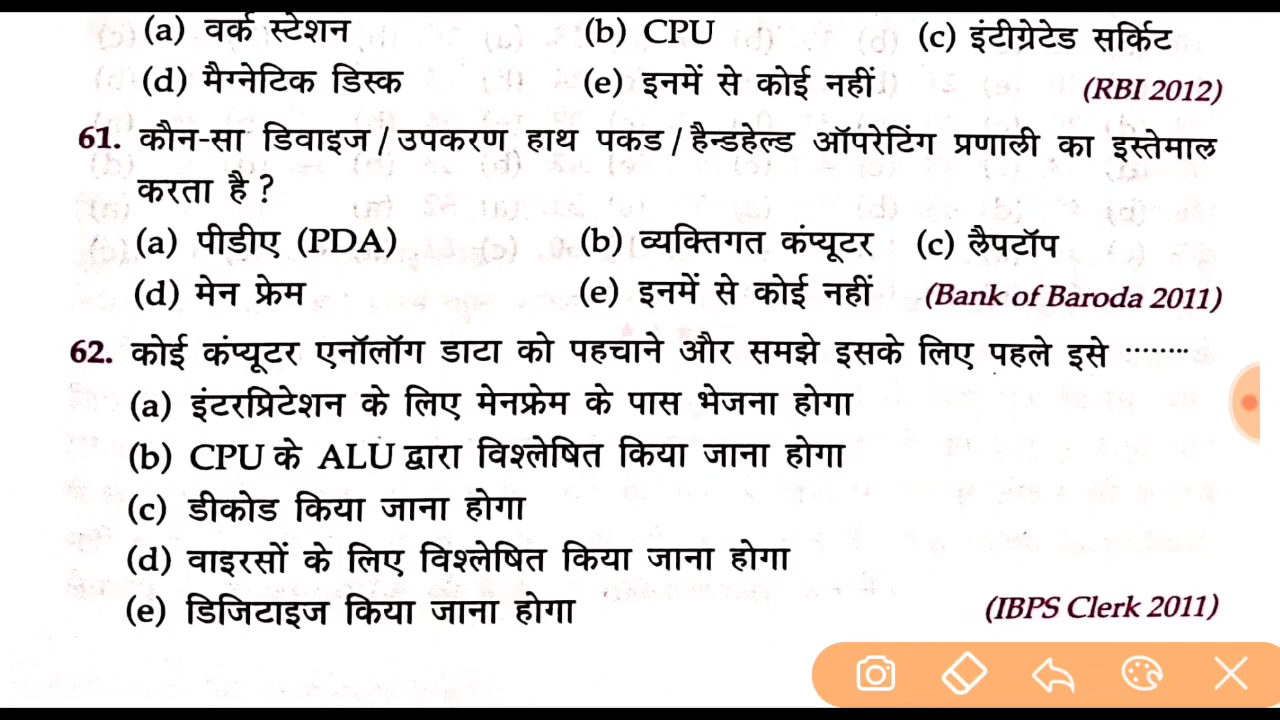 (a) वर्क स्टेशन (b) CPU (c) इंटीग्रेटेड सर्किट
(d) मैग्नेटिक डिस्क (e) इनमें से कोई नहीं (RBI 2012)
61. कौन-सा डिवाइज / उपकरण हाथ पकड / हैन्डहेल्ड ऑपरेटिंग प्रणाली का इस्तेमाल
करता है ?
(a) पीडीए (PDA) (b) व्यक्तिगत कंप्यूटर (c) लैपटॉप
(d) मेन फ्रेम (e) इनमें से कोई नहीं (Bank of Baroda 2011)
62. कोई कंप्यूटर एनॉलॉग डाटा को पहचाने और समझे इसके लिए पहले इसे ........
(a) इंटरप्रिटेशन के लिए मेनफ्रेम के पास भेजना होगा
(b) CPU के ALU द्वारा विश्लेषित किया जाना होगा
(c) डीकोड किया जाना होगा
(d) वाइरसों के लिए विश्लेषित किया जाना होगा
(e) डिजिटाइज किया जाना होगा (IBPS Clerk 2011)